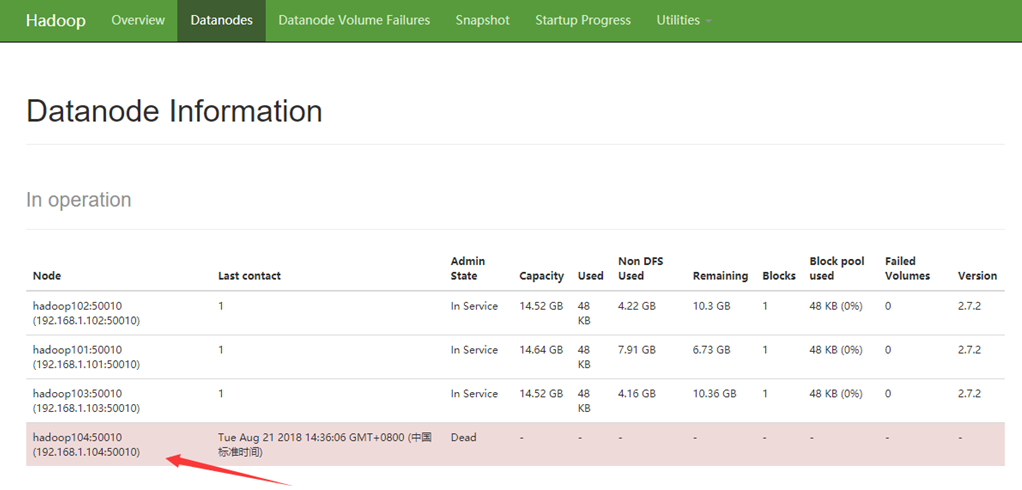 Hadoop Overview Datanodes Datanode Volume Failures Snapshot Startup Progress Utilities
Datanode Information
In operation
Node Last contact Admin State Capacity Used Non DFS Used Remaining Blocks Block pool used Failed Volumes Version
hadoop102:50010 (192.168.1.102:50010) 1 In Service 14.52 GB 48 KB 4.22 GB 10.3 GB 1 48 KB (0%) 0 2.7.2
hadoop101:50010 (192.168.1.101:50010) 1 In Service 14.64 GB 48 KB 7.91 GB 6.73 GB 1 48 KB (0%) 0 2.7.2
hadoop103:50010 (192.168.1.103:50010) 1 In Service 14.52 GB 48 KB 4.16 GB 10.36 GB 1 48 KB (0%) 0 2.7.2
hadoop104:50010 (192.168.1.104:50010) Tue Aug 21 2018 14:36:06 GMT+0800 (中国标准时间) Dead - - - - - - - -